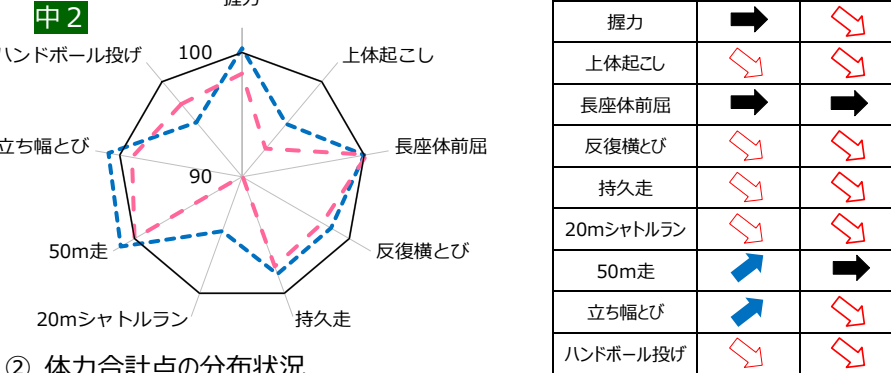 中２
握力
ハンドボール投げ
100
上体起こし
立ち幅とび
長座体前屈
90
50m走
反復横とび
20mシャトルラン
持久走
② 体力合計点の分布状況
握力
上体起こし
長座体前屈
反復横とび
持久走
20mシャトルラン
50m走
立ち幅とび
ハンドボール投げ